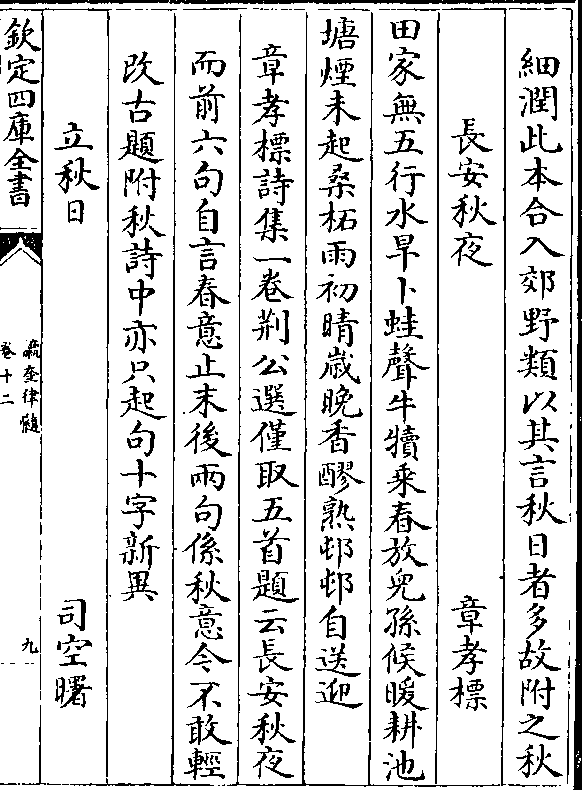 細潤此本合入郊野類以其言秋日者多故附之秋
長安秋夜　章孝標
田家無五行水旱卜蛙聲牛犢乗春放兒孫候暖耕池
塘煙未起桑柘雨初晴歳晚香醪熟邨邨自送迎
章孝標詩集一卷荆公選僅取五首題云長安秋夜
而前六句自言春意止末後兩句係秋意今不敢輕
改古題附秋詩中亦只起句十字新異
立秋日　司空曙
欽定四庫全書
瀛奎律髓
卷十二
九